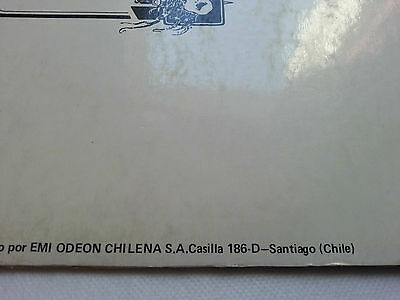 por EMI ODEON CHILENA S.A.Casilla 186-D—Santiago (Chile)